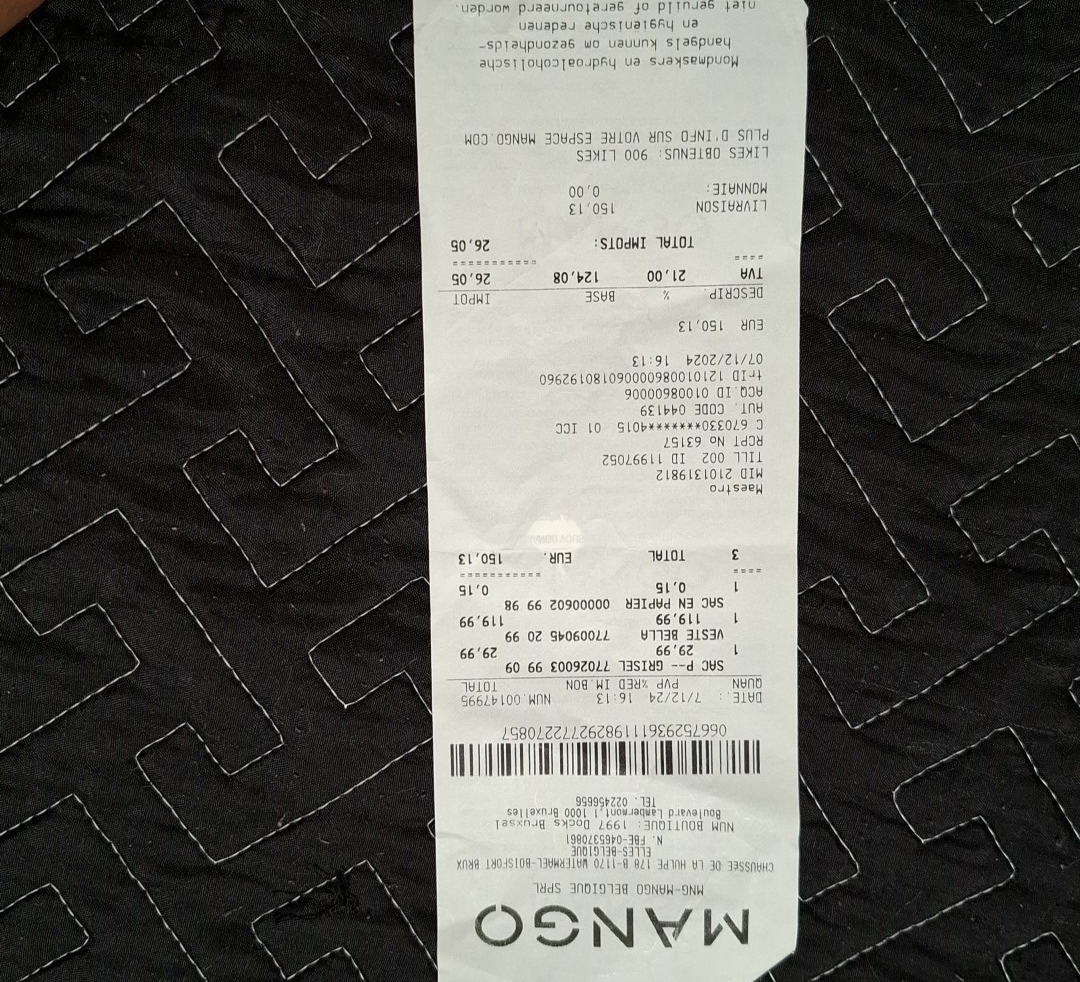 MANGO
MNG-MANGO BELGIQUE SPRL
CHAUSSEE DE LA HULPE 178 B-1170 WATERMAEL-BOISFORT BRUX
ELLES-BELGIQUE
N. FBE-0465370861
NUM BOUTIQUE: 1997 Docks Bruxsel
Boulevard Lambermont,1 1000 Bruxelles
TEL. 022456656
06675293611119829277227270857
DATE.: 7/12/24 16:13 NUM.00147995
QUAN PVP %RED IM.BON TOTAL
SAC P-- GRISEL 77026003 99 09
1 29,99 29,99
VESTE BELLA 77009045 20 99
1 119,99 119,99
SAC EN PAPIER 00000602 99 98
1 0,15 0,15
==== ===========
3 TOTAL EUR. 150,13
Maestro
MID 2101319812
TILL 002 ID 11997052
RCPT No 63157
C 670330********4015 01 ICC
AUT. CODE 044139
ACQ.ID 01008600006
trID 12101008600006018019296​0
07/12/2024 16:13
EUR 150,13
DESCRIP. % BASE IMPOT
TVA 21,00 124,08 26,05
==== ===========
TOTAL IMPOTS: 26,05
LIVRAISON 150,13
MONNAIE: 0,00
LIKES OBTENUS: 900 LIKES
PLUS D'INFO SUR VOTRE ESPACE MANGO.COM
Mondmaskers en hydroalcoholische
handgels kunnen om gezondheids-
en hygiënische redenen
niet geruild of geretourneerd worden.